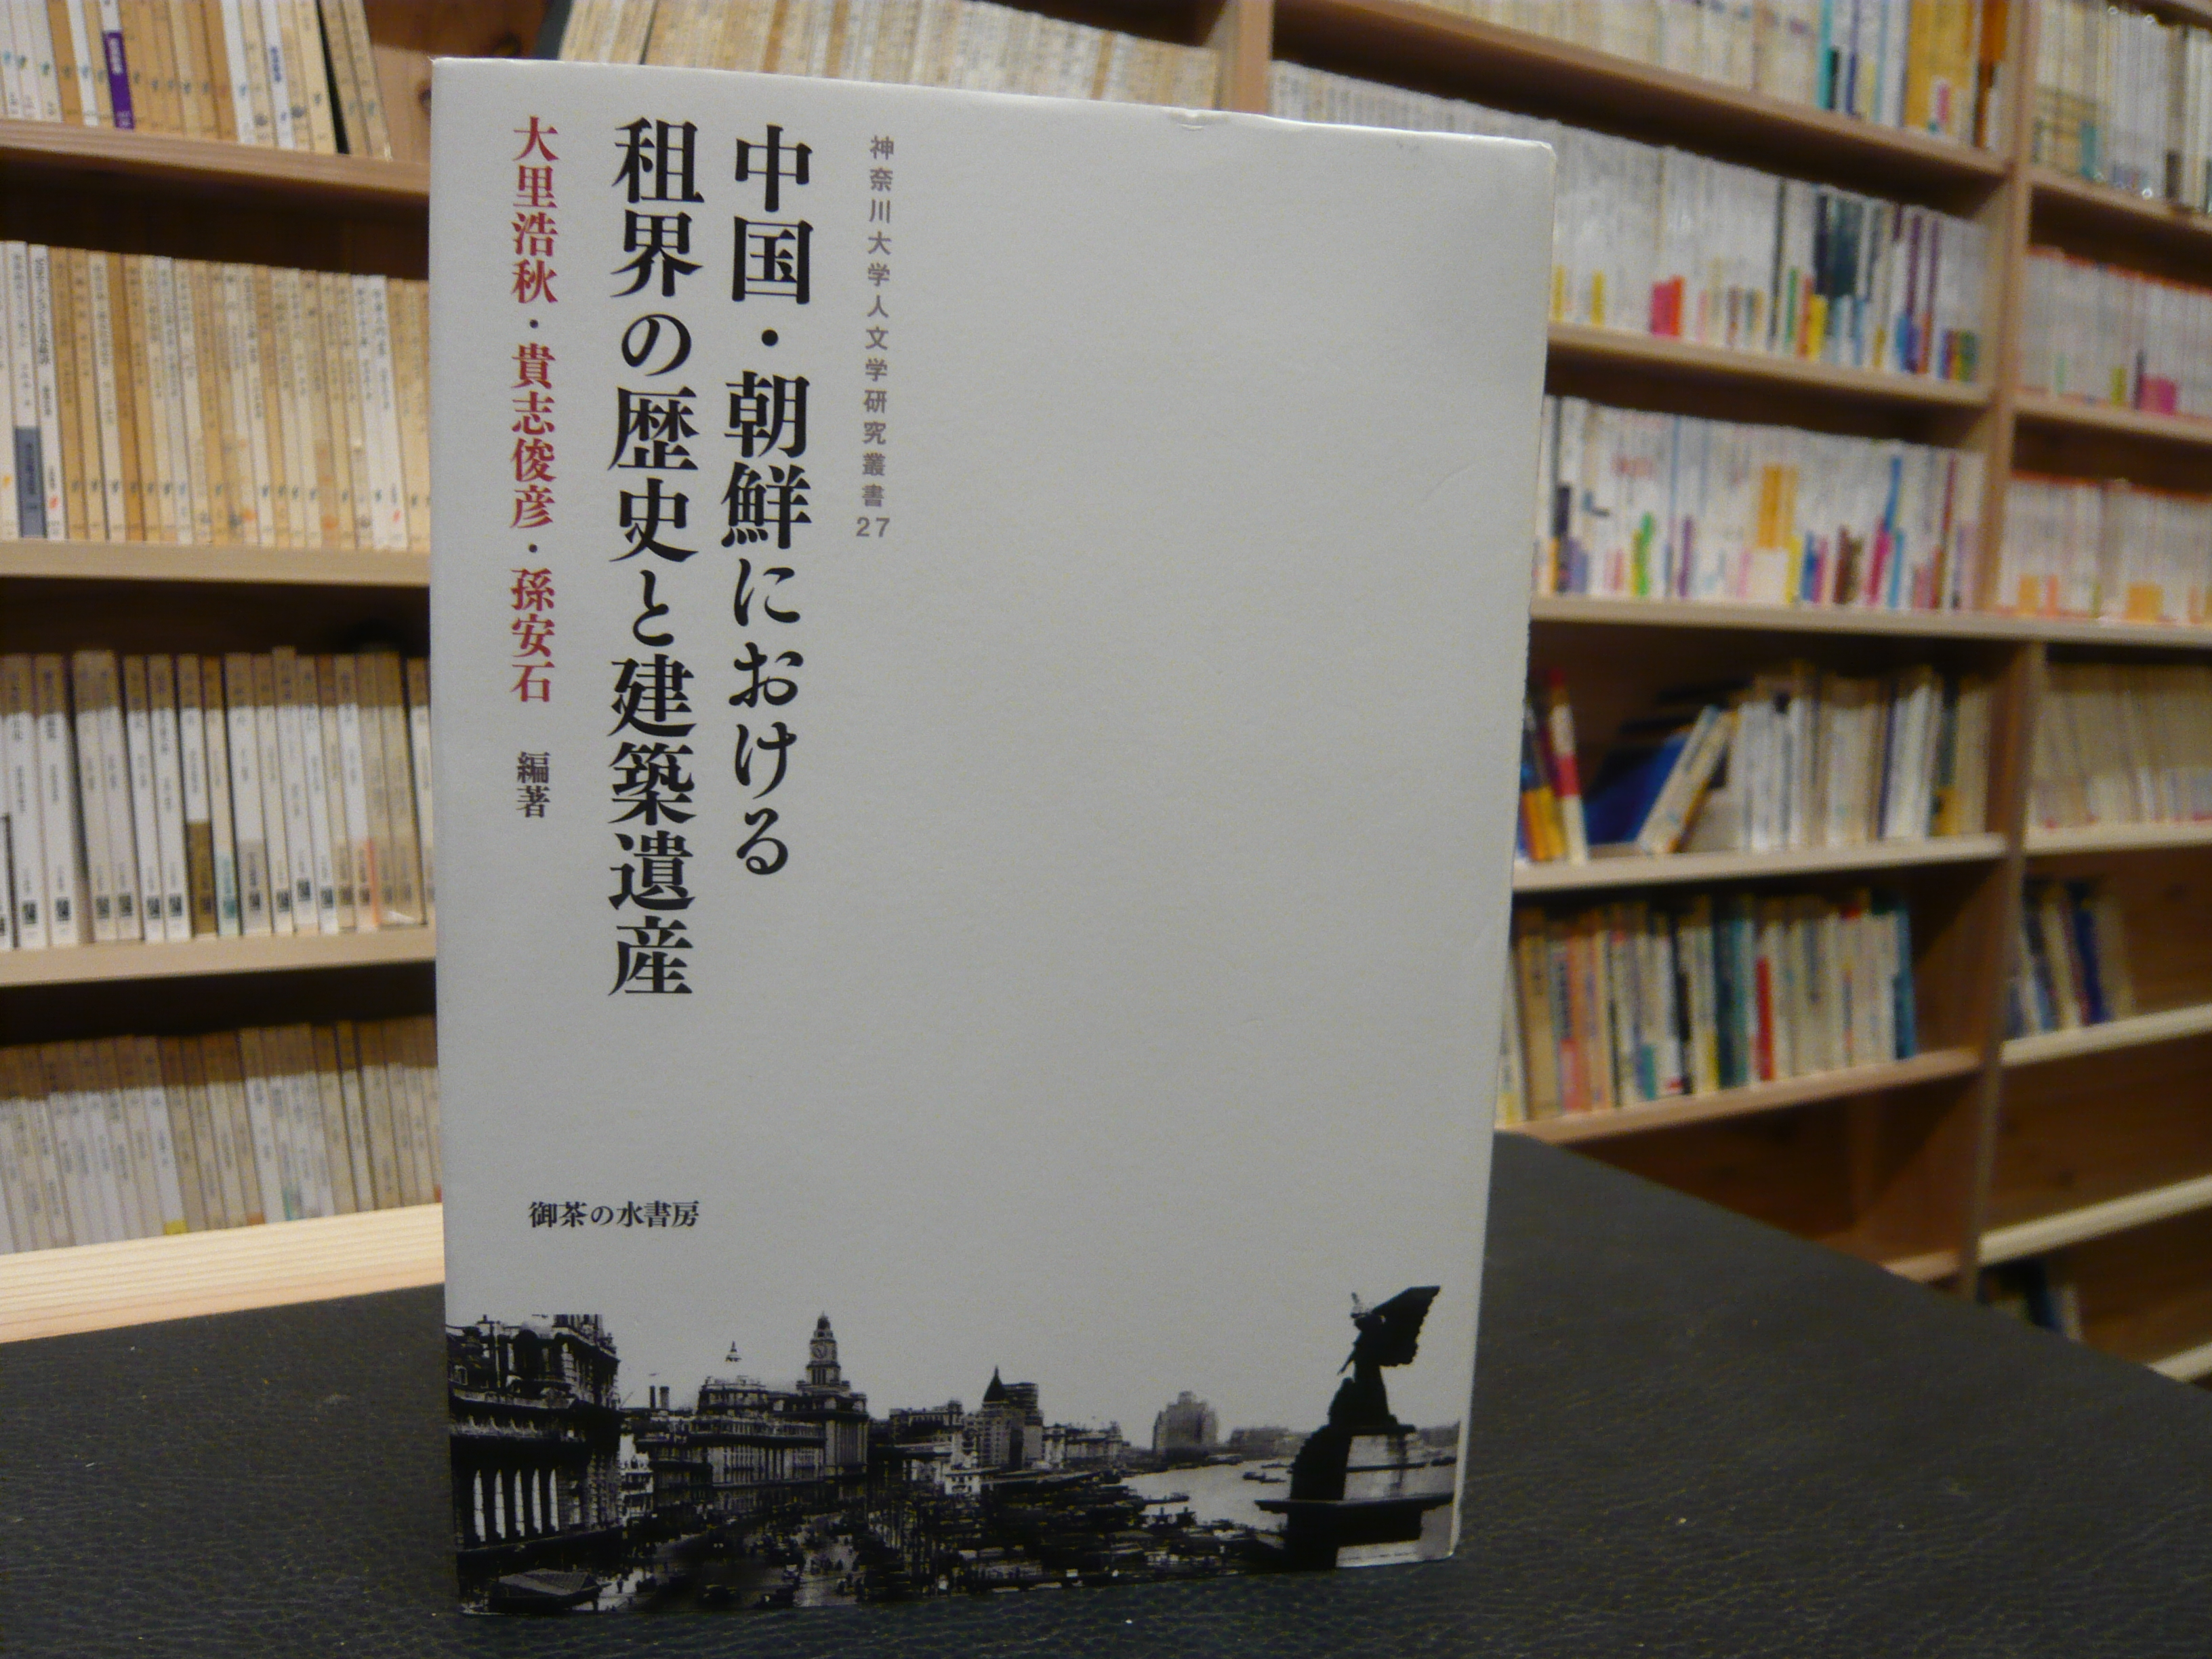 神奈川大学人文学研究叢書27
中国・朝鮮における
租界の歴史と建築遺産
大里浩秋・貴志俊彦・孫安石 編著
御茶の水書房